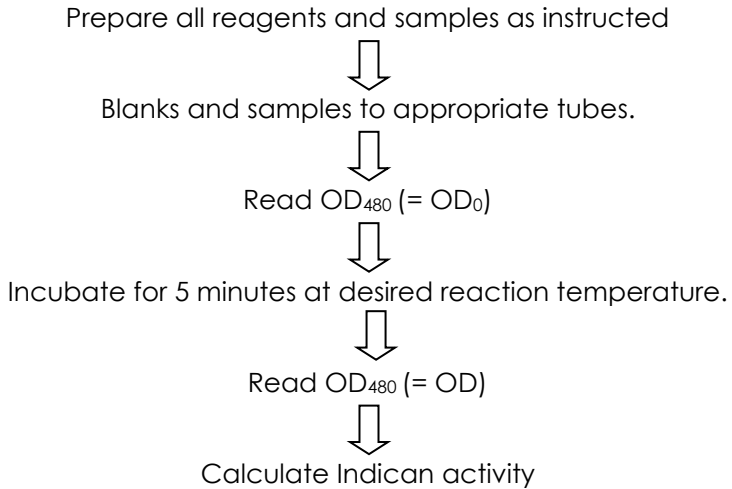 Prepare all reagents and samples as instructed
Blanks and samples to appropriate tubes.
Read OD₄₈₀ (= OD₀)
Incubate for 5 minutes at desired reaction temperature.
Read OD₄₈₀ (= OD)
Calculate Indican activity